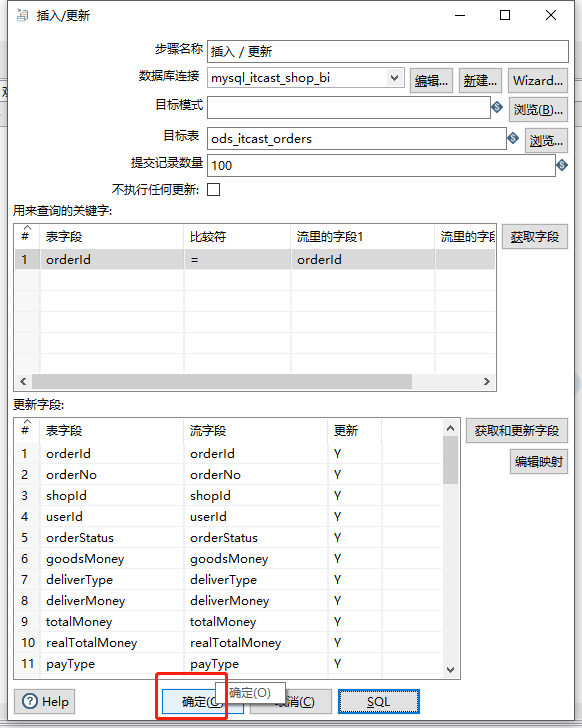 插入/更新
步骤名称 插入 / 更新
数据库连接 mysql_itcast_shop_bi 编辑... 新建... Wizard...
目标模式 浏览(B)...
目标表 ods_itcast_orders 浏览...
提交记录数量 100
不执行任何更新:
用来查询的关键字:
# 表字段 比较符 流里的字段1 流里的字段 获取字段
1 orderId = orderId
更新字段:
# 表字段 流字段 更新 获取和更新字段
编辑映射
1 orderId orderId Y
2 orderNo orderNo Y
3 shopId shopId Y
4 userId userId Y
5 orderStatus orderStatus Y
6 goodsMoney goodsMoney Y
7 deliverType deliverType Y
8 deliverMoney deliverMoney Y
9 totalMoney totalMoney Y
10 realTotalMoney realTotalMoney Y
11 payType payType Y
Help 确定( 确定(O) 消(C) SQL